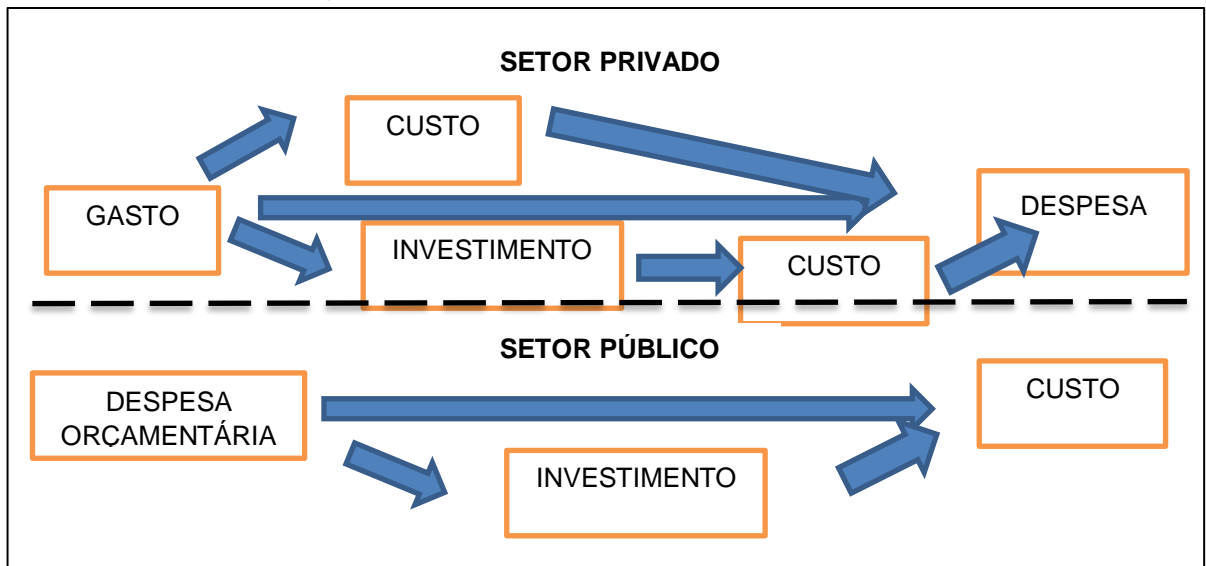 SETOR PRIVADO
CUSTO
GASTO
DESPESA
INVESTIMENTO
CUSTO
SETOR PÚBLICO
DESPESA
ORÇAMENTÁRIA
CUSTO
INVESTIMENTO